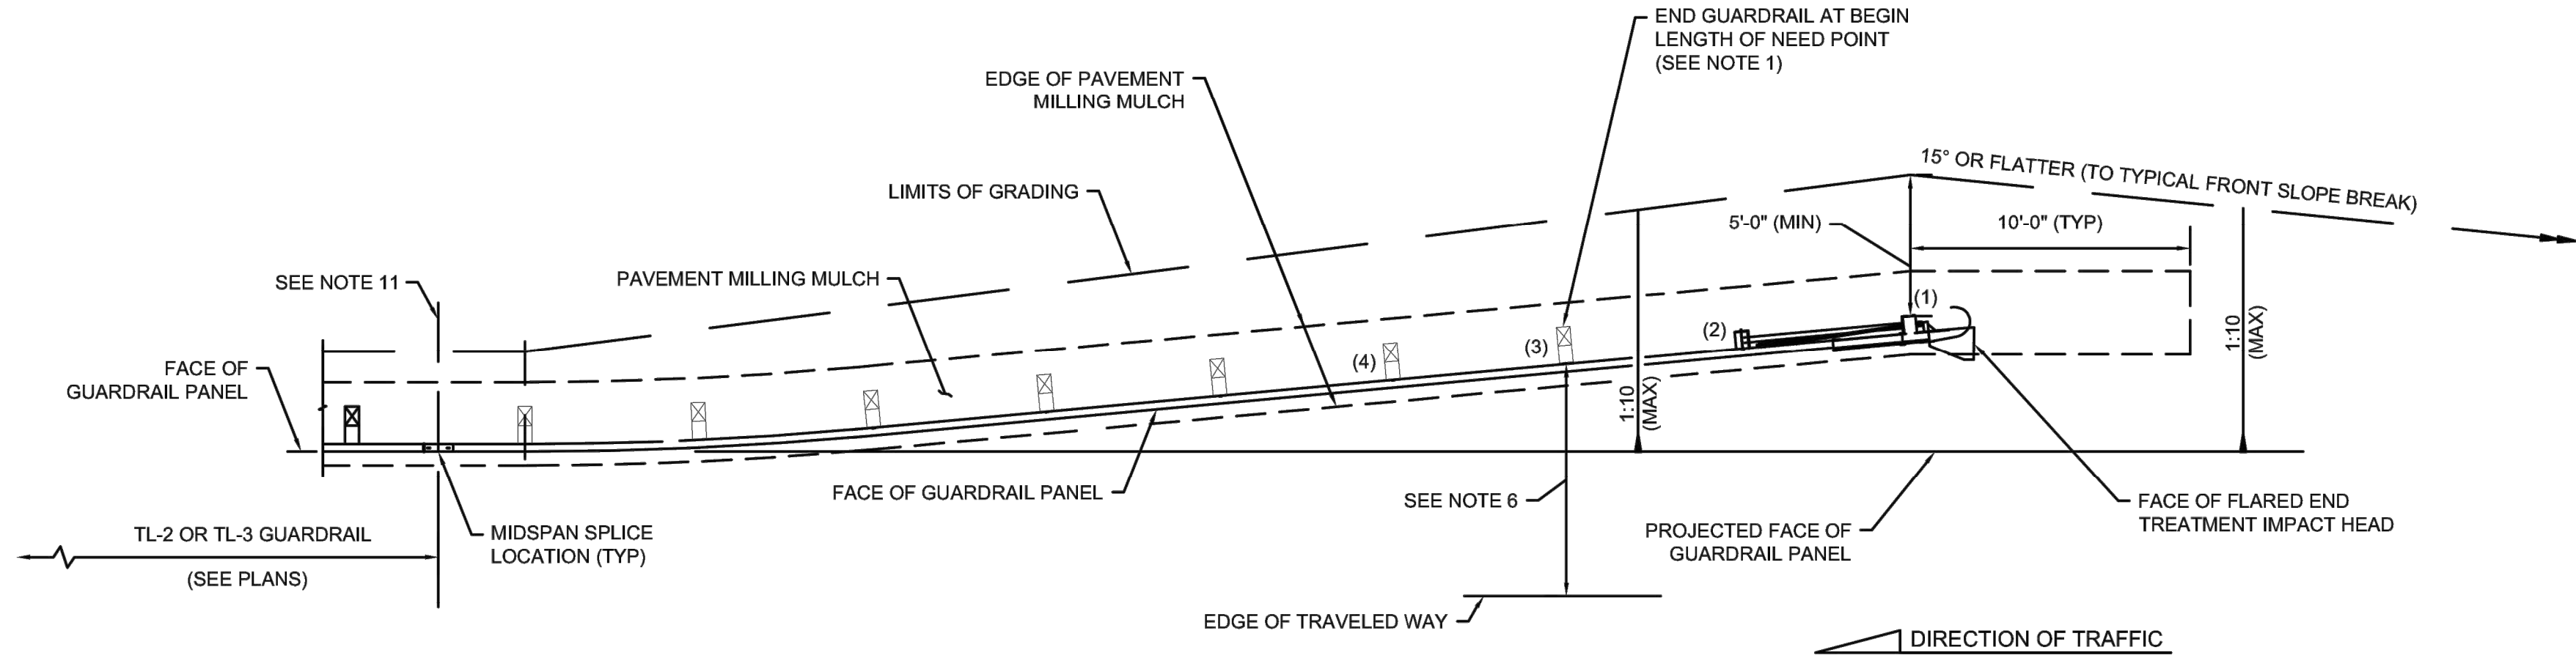 END GUARDRAIL AT BEGIN
LENGTH OF NEED POINT
(SEE NOTE 1)
EDGE OF PAVEMENT
MILLING MULCH
15° OR FLATTER (TO TYPICAL FRONT SLOPE BREAK)
LIMITS OF GRADING
5'-0" (MIN)
10'-0" (TYP)
SEE NOTE 11
PAVEMENT MILLING MULCH
(1)
(2)
(3)
(4)
1:10
(MAX)
1:10
(MAX)
FACE OF
GUARDRAIL PANEL
FACE OF GUARDRAIL PANEL
SEE NOTE 6
FACE OF FLARED END
TREATMENT IMPACT HEAD
PROJECTED FACE OF
GUARDRAIL PANEL
TL-2 OR TL-3 GUARDRAIL
(SEE PLANS)
MIDSPAN SPLICE
LOCATION (TYP)
EDGE OF TRAVELED WAY
DIRECTION OF TRAFFIC